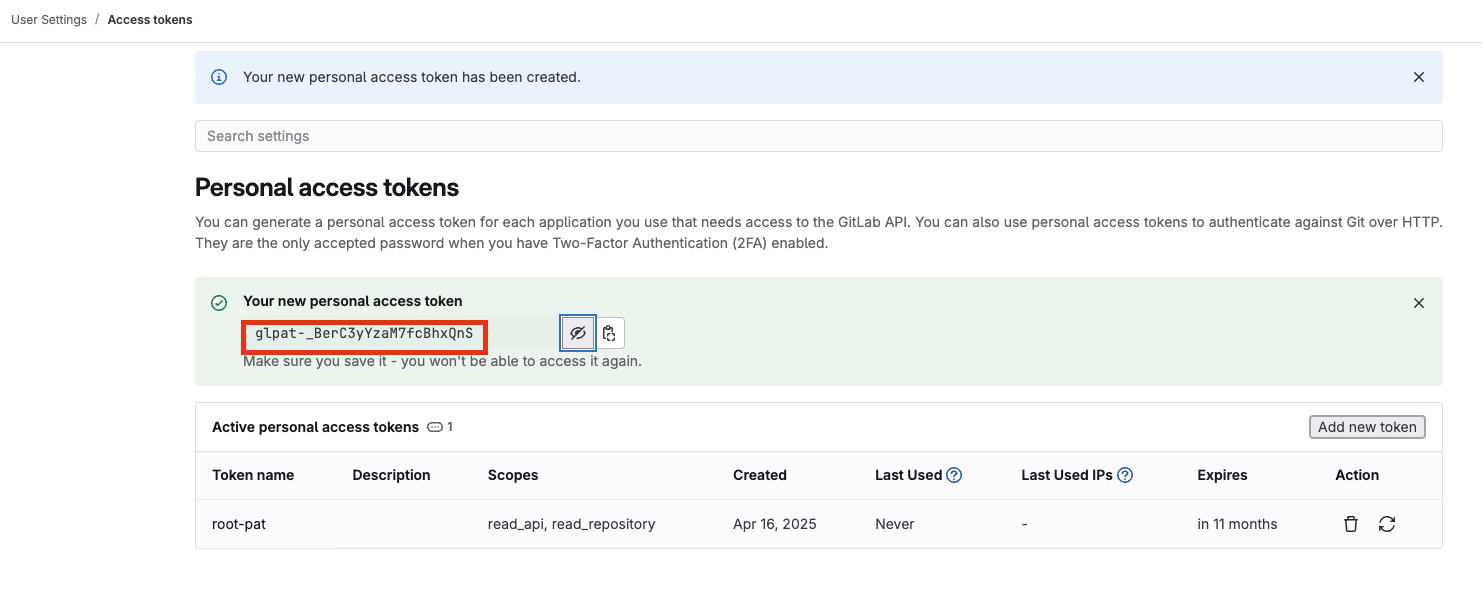 User Settings / Access tokens
Your new personal access token has been created.
Search settings
Personal access tokens
You can generate a personal access token for each application you use that needs access to the GitLab API. You can also use personal access tokens to authenticate against Git over HTTP.
They are the only accepted password when you have Two-Factor Authentication (2FA) enabled.
Your new personal access token
glpat-_BerC3yYzaM7fcBhxQnS
Make sure you save it - you won't be able to access it again.
Active personal access tokens 1 Add new token
Token name Description Scopes Created Last Used Last Used IPs Expires Action
root-pat read_api, read_repository Apr 16, 2025 Never - in 11 months